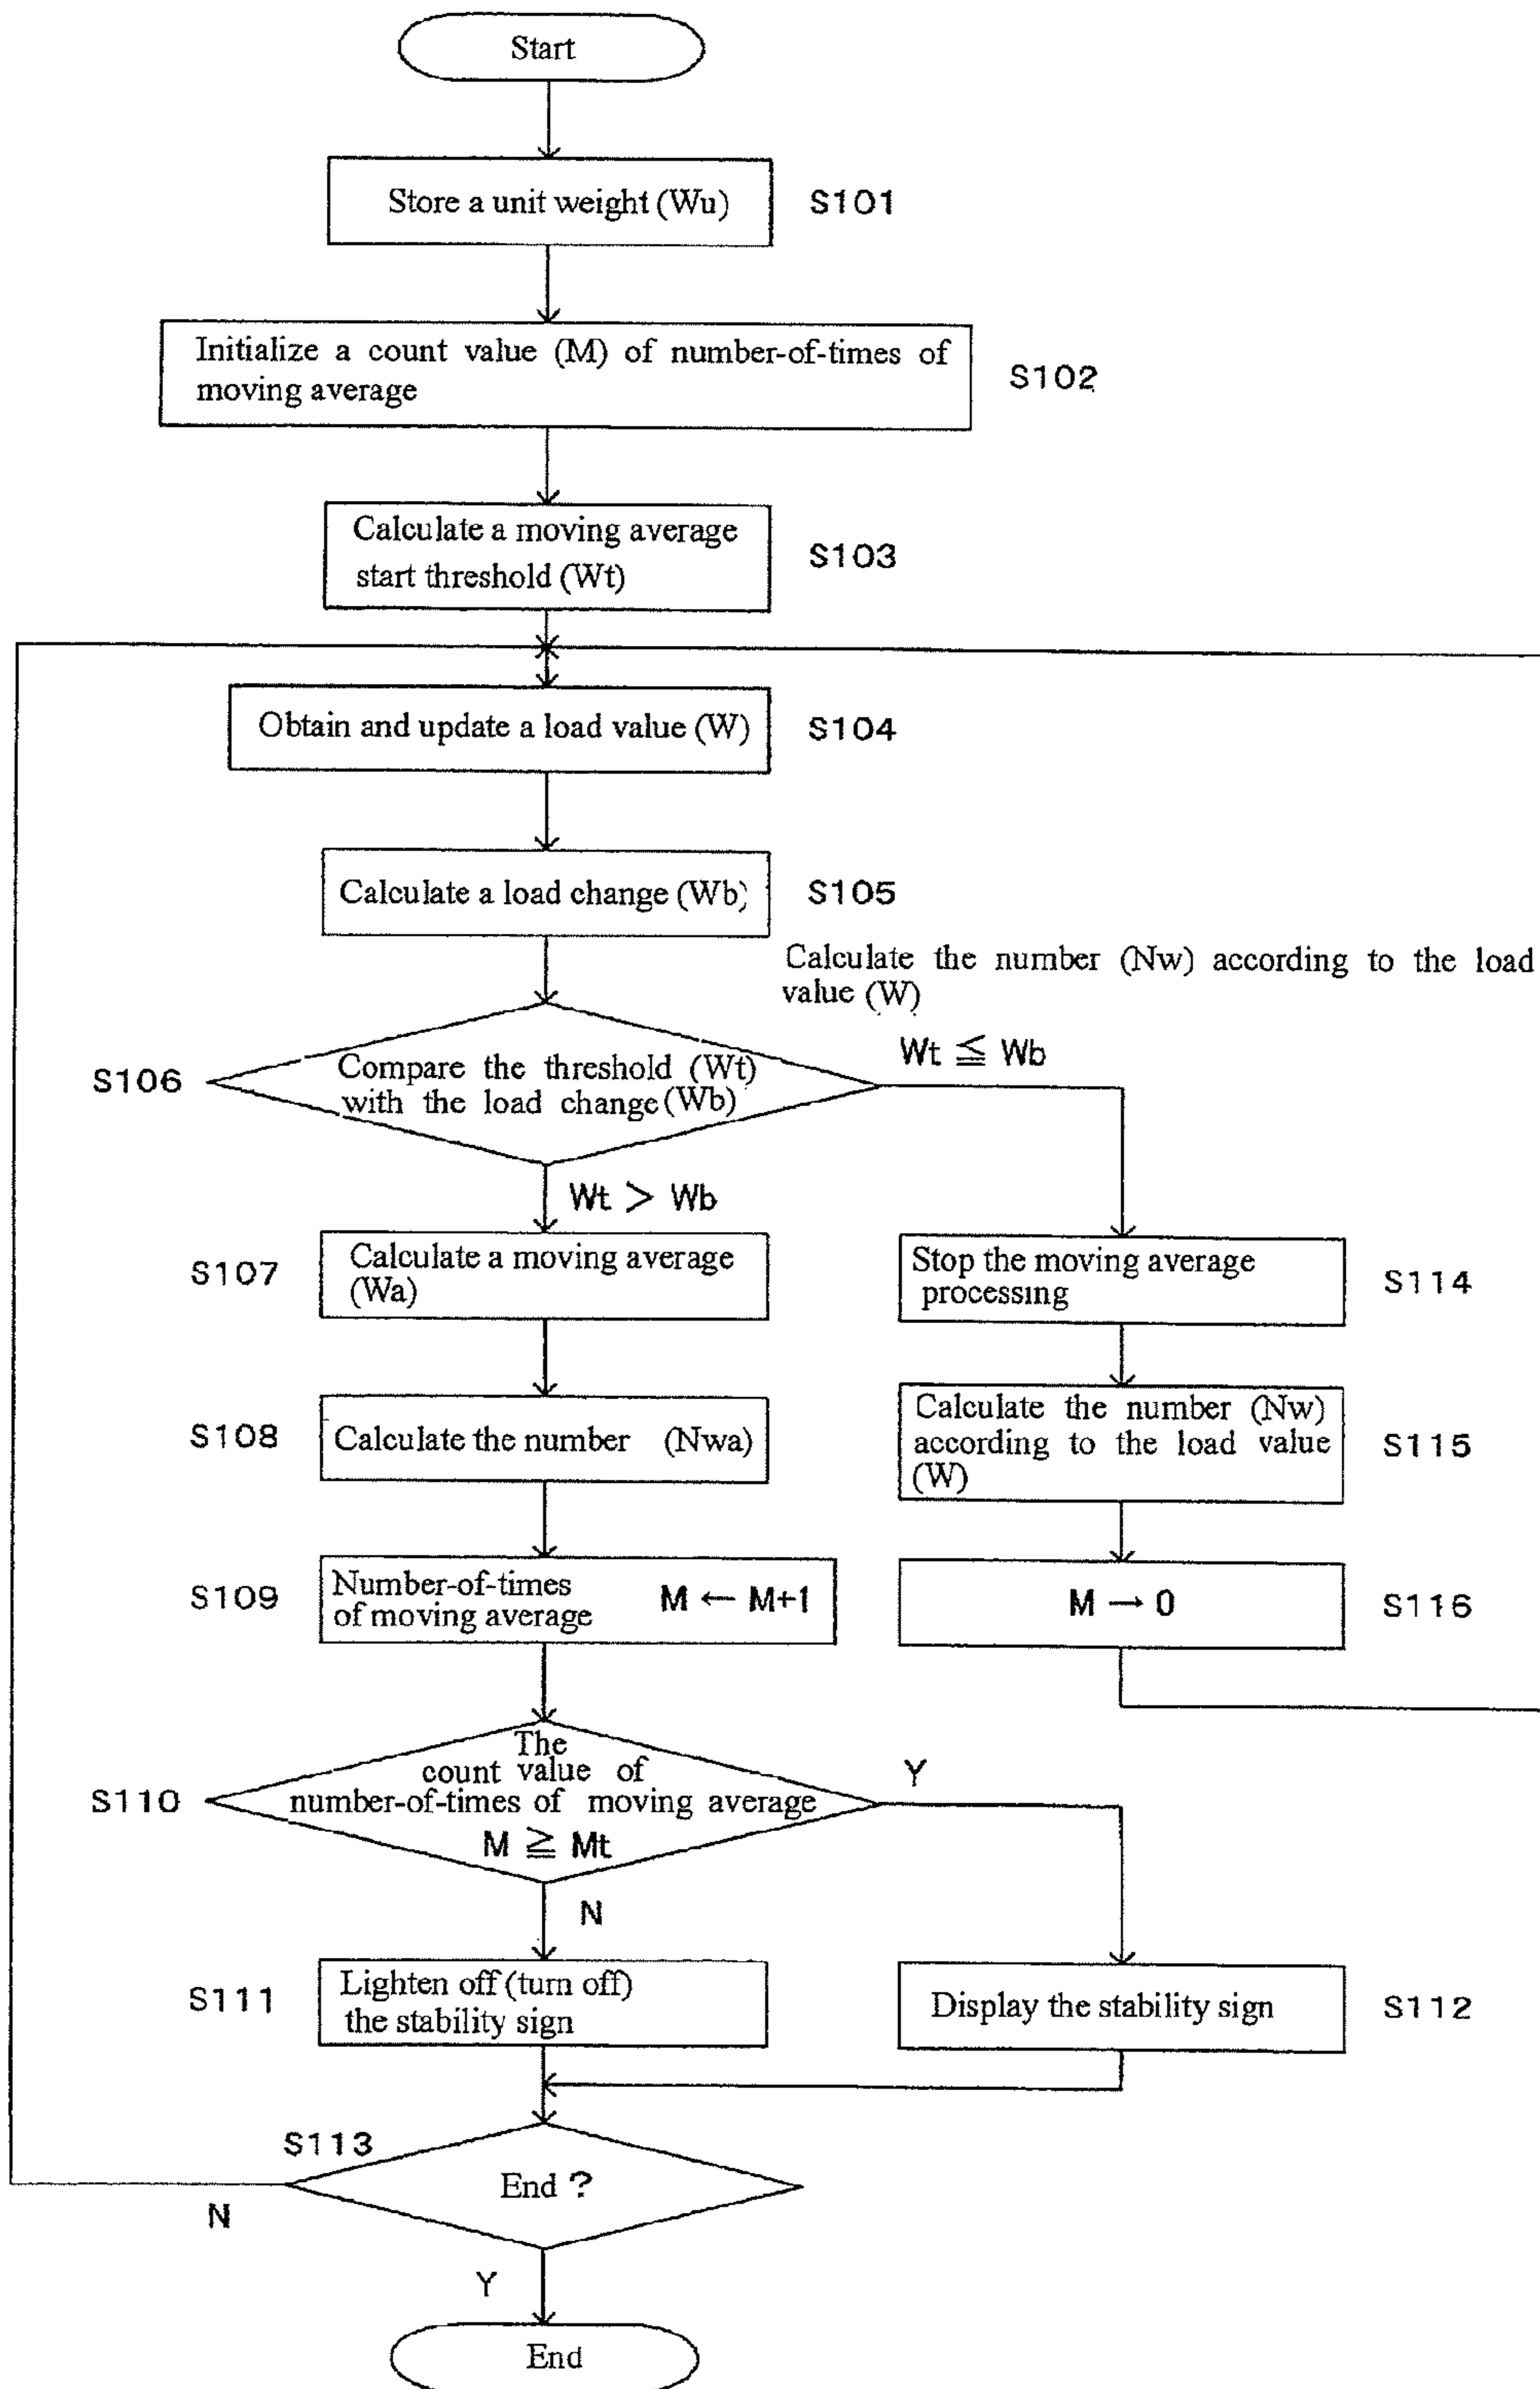 Start
Store a unit weight (Wu)
S101
Initialize a count value (M) of number-of-times of
moving average
S102
Calculate a moving average
start threshold (Wt)
S103
Obtain and update a load value (W)
S104
Calculate a load change (Wb)
S105
Calculate the number (Nw) according to the load
value (W)
S106
Compare the threshold (Wt)
with the load change (Wb)
Wt ≦ Wb
Wt > Wb
S107
Calculate a moving average
(Wa)
Stop the moving average
processing
S114
S108
Calculate the number (Nwa)
Calculate the number (Nw)
according to the load value
(W)
S115
S109
Number-of-times
of moving average M ← M+1
M → 0
S116
S110
The
count value of
number-of-times of moving average
M ≧ Mt
Y
N
S111
Lighten off (turn off)
the stability sign
Display the stability sign
S112
S113
End ?
N
Y
End